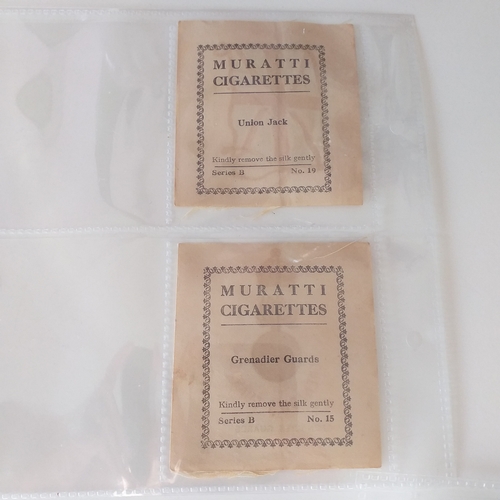 MURATTI
CIGARETTES
Union Jack
Kindly remove the silk gently
Series B No. 19
MURATTI
CIGARETTES
Grenadier Guards
Kindly remove the silk gently
Series B No. 15